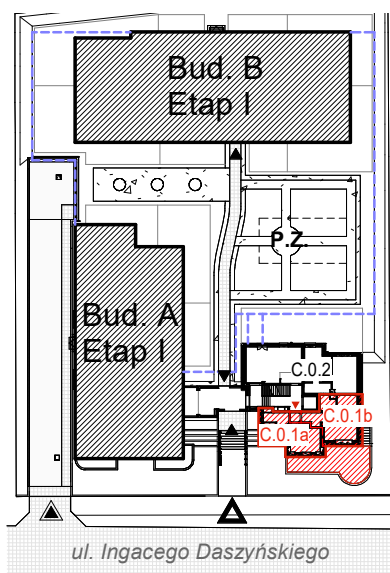 Bud. B
Etap I
P.Z.
Bud. A
Etap I
C.0.2
C.0.1b
C.0.1a
ul. Ingacego Daszyńskiego